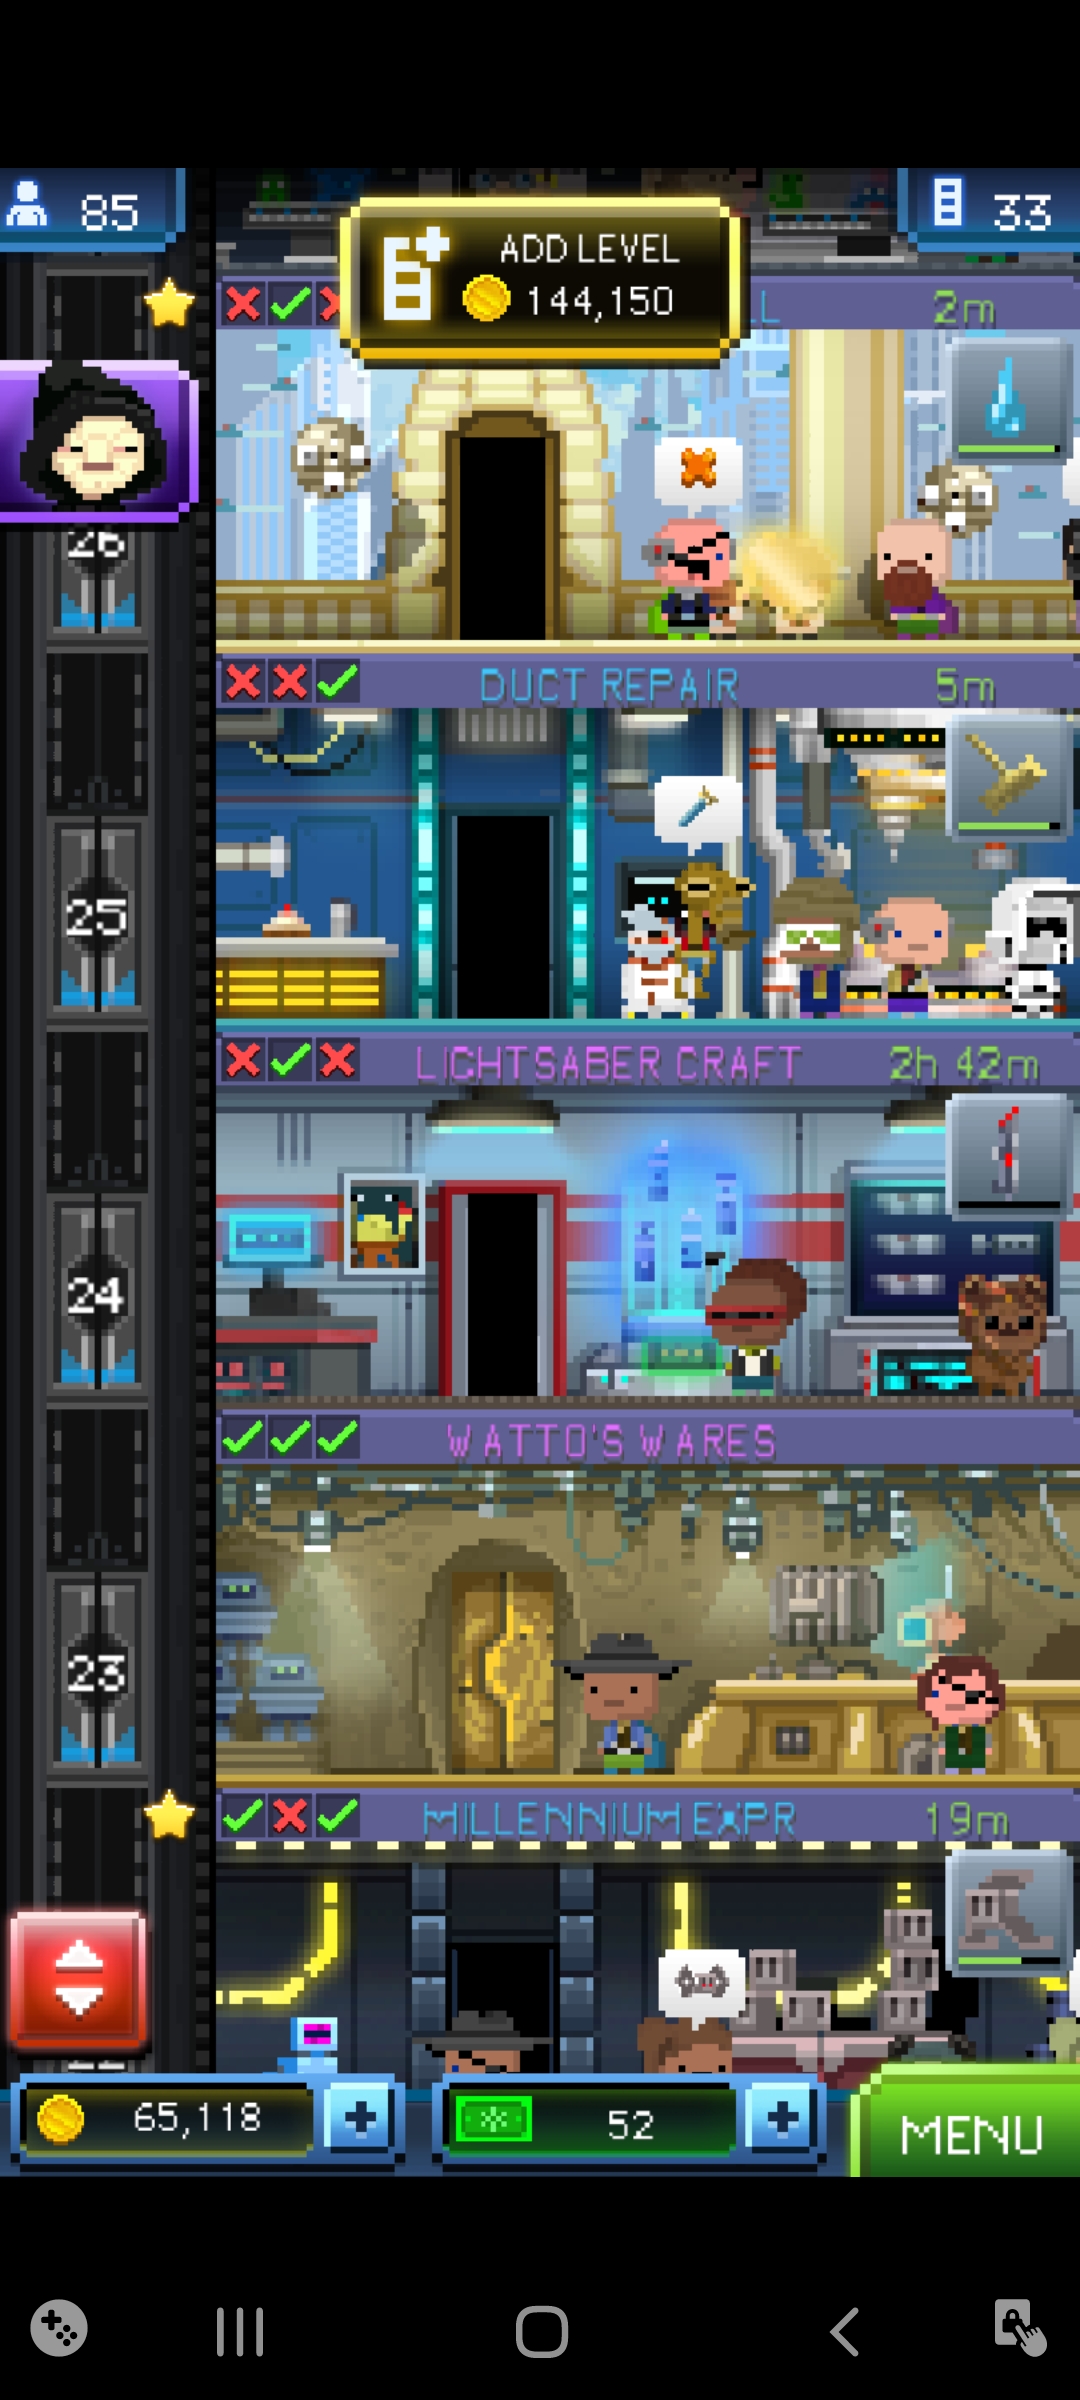 85
33
ADD LEVEL
144,150
LL
2m
26
DUCT REPAIR
5m
25
LIGHTSABER CRAFT
2h 42m
24
WATTO'S WARES
23
MILLENNIUM EXPR
19m
65,118
52
MENU